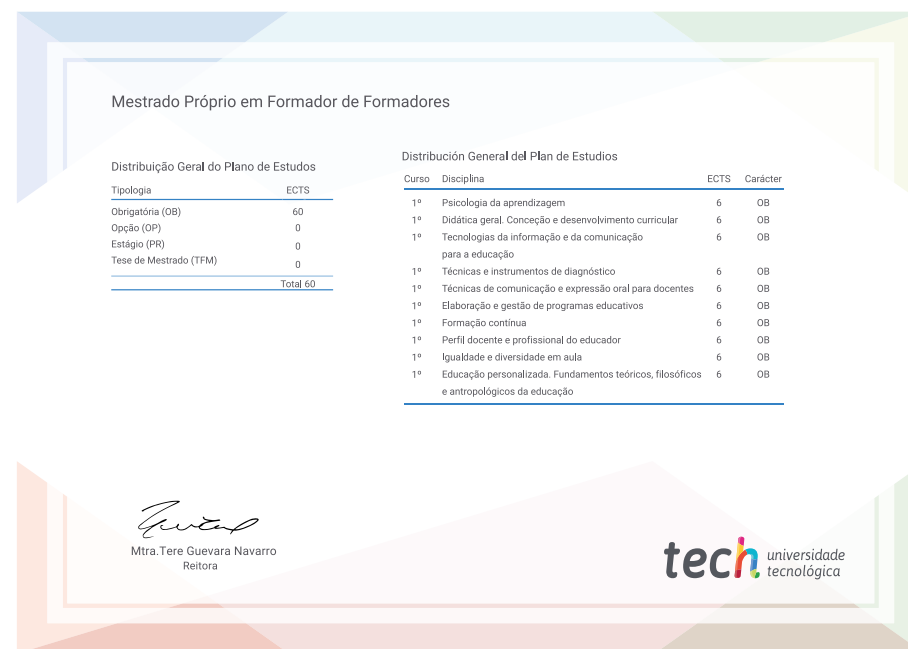 Mestrado Próprio em Formador de Formadores
Distribuição Geral do Plano de Estudos
Tipologia ECTS
Obrigatória (OB) 60
Opção (OP) 0
Estágio (PR) 0
Tese de Mestrado (TFM) 0
Total 60
Distribución General del Plan de Estudios
Curso Disciplina ECTS Carácter
1º Psicologia da aprendizagem 6 OB
1º Didática geral. Conceção e desenvolvimento curricular 6 OB
1º Tecnologias da informação e da comunicação 6 OB
para a educação
1º Técnicas e instrumentos de diagnóstico 6 OB
1º Técnicas de comunicação e expressão oral para docentes 6 OB
1º Elaboração e gestão de programas educativos 6 OB
1º Formação contínua 6 OB
1º Perfil docente e profissional do educador 6 OB
1º Igualdade e diversidade em aula 6 OB
1º Educação personalizada. Fundamentos teóricos, filosóficos 6 OB
e antropológicos da educação
Mtra.Tere Guevara Navarro
Reitora
tech universidade
tecnológica